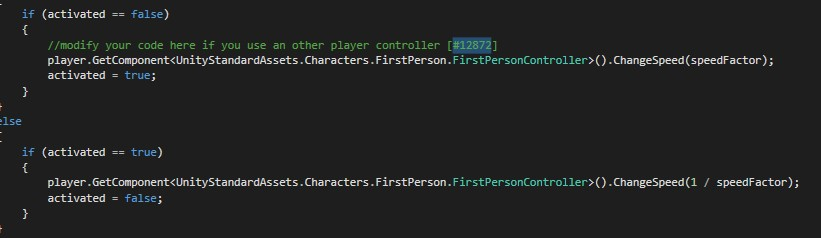 if (activated == false)
{
//modify your code here if you use an other player controller [#12872]
player.GetComponent<UnityStandardAssets.Characters.FirstPerson.FirstPersonController>().ChangeSpeed(speedFactor);
activated = true;
}
}
else
{
if (activated == true)
{
player.GetComponent<UnityStandardAssets.Characters.FirstPerson.FirstPersonController>().ChangeSpeed(1 / speedFactor);
activated = false;
}
}